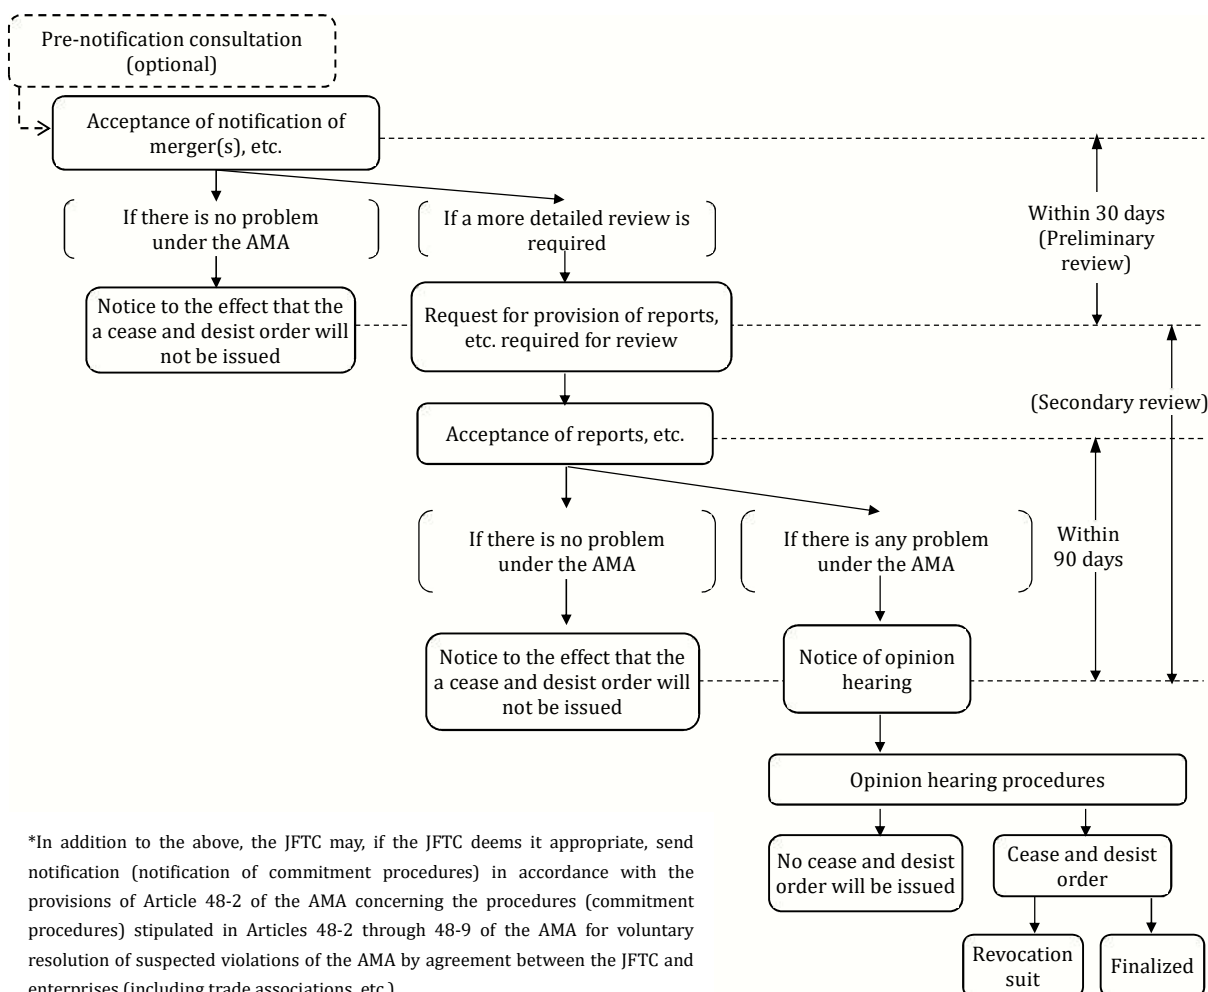 Pre-notification consultation
(optional)
Acceptance of notification of
merger(s), etc.
If there is no problem
under the AMA
If a more detailed review is
required
Within 30 days
(Preliminary
review)
Notice to the effect that the
a cease and desist order will
not be issued
Request for provision of reports,
etc. required for review
(Secondary review)
Acceptance of reports, etc.
If there is no problem
under the AMA
If there is any problem
under the AMA
Within
90 days
Notice to the effect that the
a cease and desist order will
not be issued
Notice of opinion
hearing
Opinion hearing procedures
No cease and desist
order will be issued
Cease and desist
order
Revocation
suit
Finalized
*In addition to the above, the JFTC may, if the JFTC deems it appropriate, send
notification (notification of commitment procedures) in accordance with the
provisions of Article 48-2 of the AMA concerning the procedures (commitment
procedures) stipulated in Articles 48-2 through 48-9 of the AMA for voluntary
resolution of suspected violations of the AMA by agreement between the JFTC and
enterprises (including trade associations, etc.)